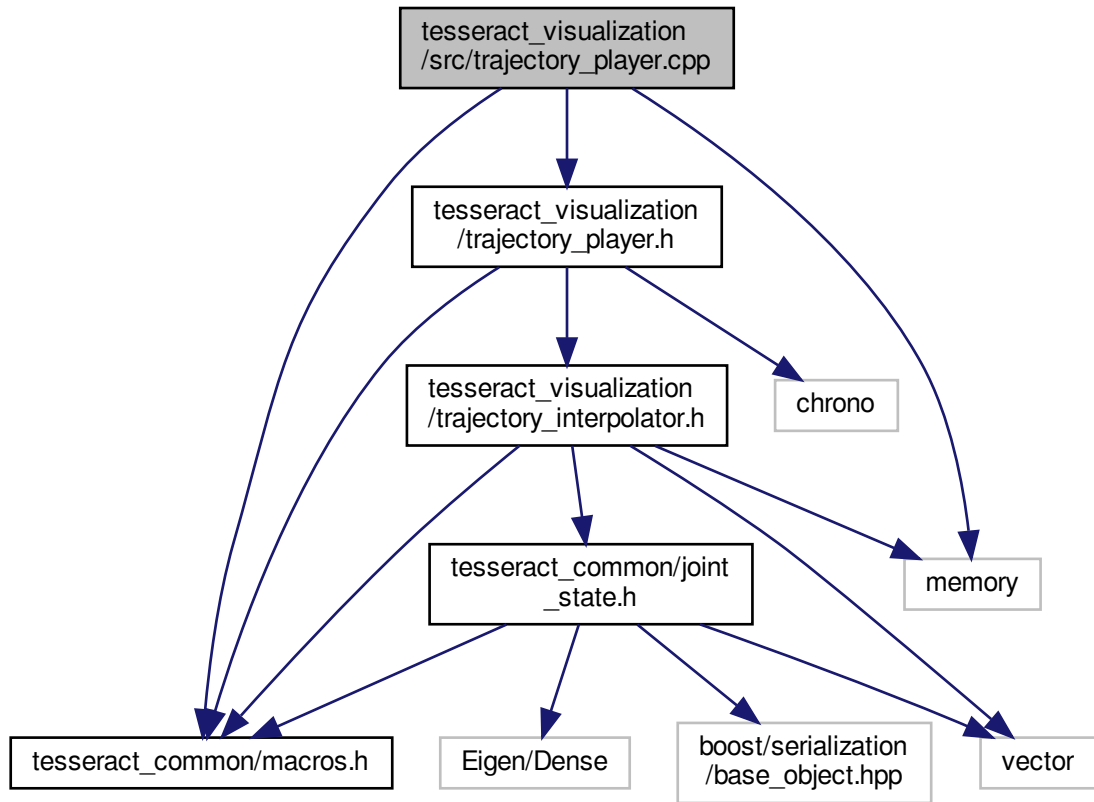 tesseract_visualization
/src/trajectory_player.cpp
tesseract_visualization
/trajectory_player.h
tesseract_visualization
/trajectory_interpolator.h
chrono
tesseract_common/joint
_state.h
memory
tesseract_common/macros.h
Eigen/Dense
boost/serialization
/base_object.hpp
vector